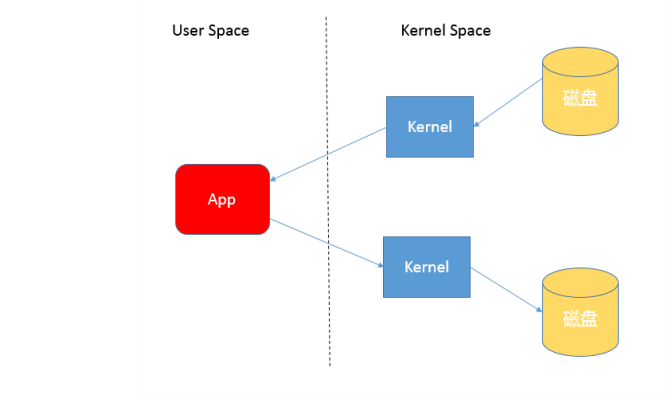 User Space
Kernel Space
磁盘
Kernel
App
Kernel
磁盘